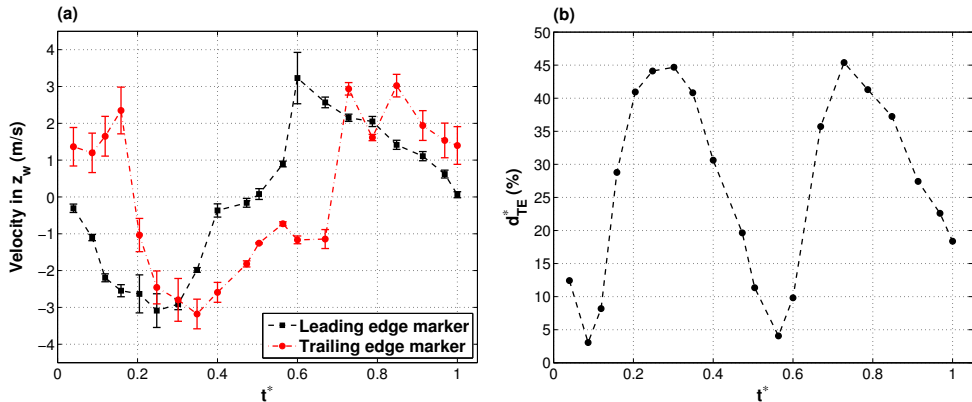 (a)
4
3
2
1
0
−1
−2
−3
−4
Velocity in z_w (m/s)
Leading edge marker
Trailing edge marker
0 0.2 0.4 0.6 0.8 1
t*
(b)
50
45
40
35
30
25
20
15
10
5
0
d*_TE (%)
0 0.2 0.4 0.6 0.8 1
t*